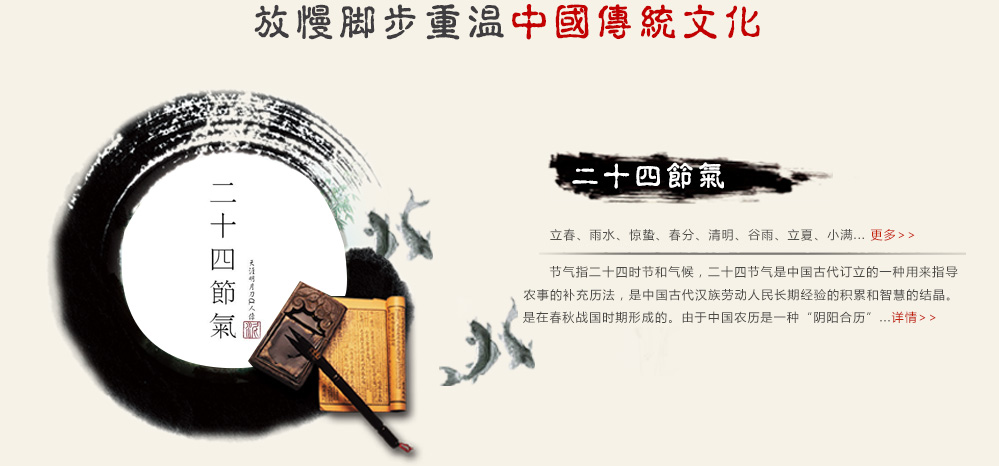 放慢脚步重温中國傳統文化
二十四節氣
二十四節氣
立春、雨水、惊蛰、春分、清明、谷雨、立夏、小满... 更多>>
节气指二十四时节和气候，二十四节气是中国古代订立的一种用来指导
农事的补充历法，是中国古代汉族劳动人民长期经验的积累和智慧的结晶。
是在春秋战国时期形成的。由于中国农历是一种“阴阳合历”...详情>>